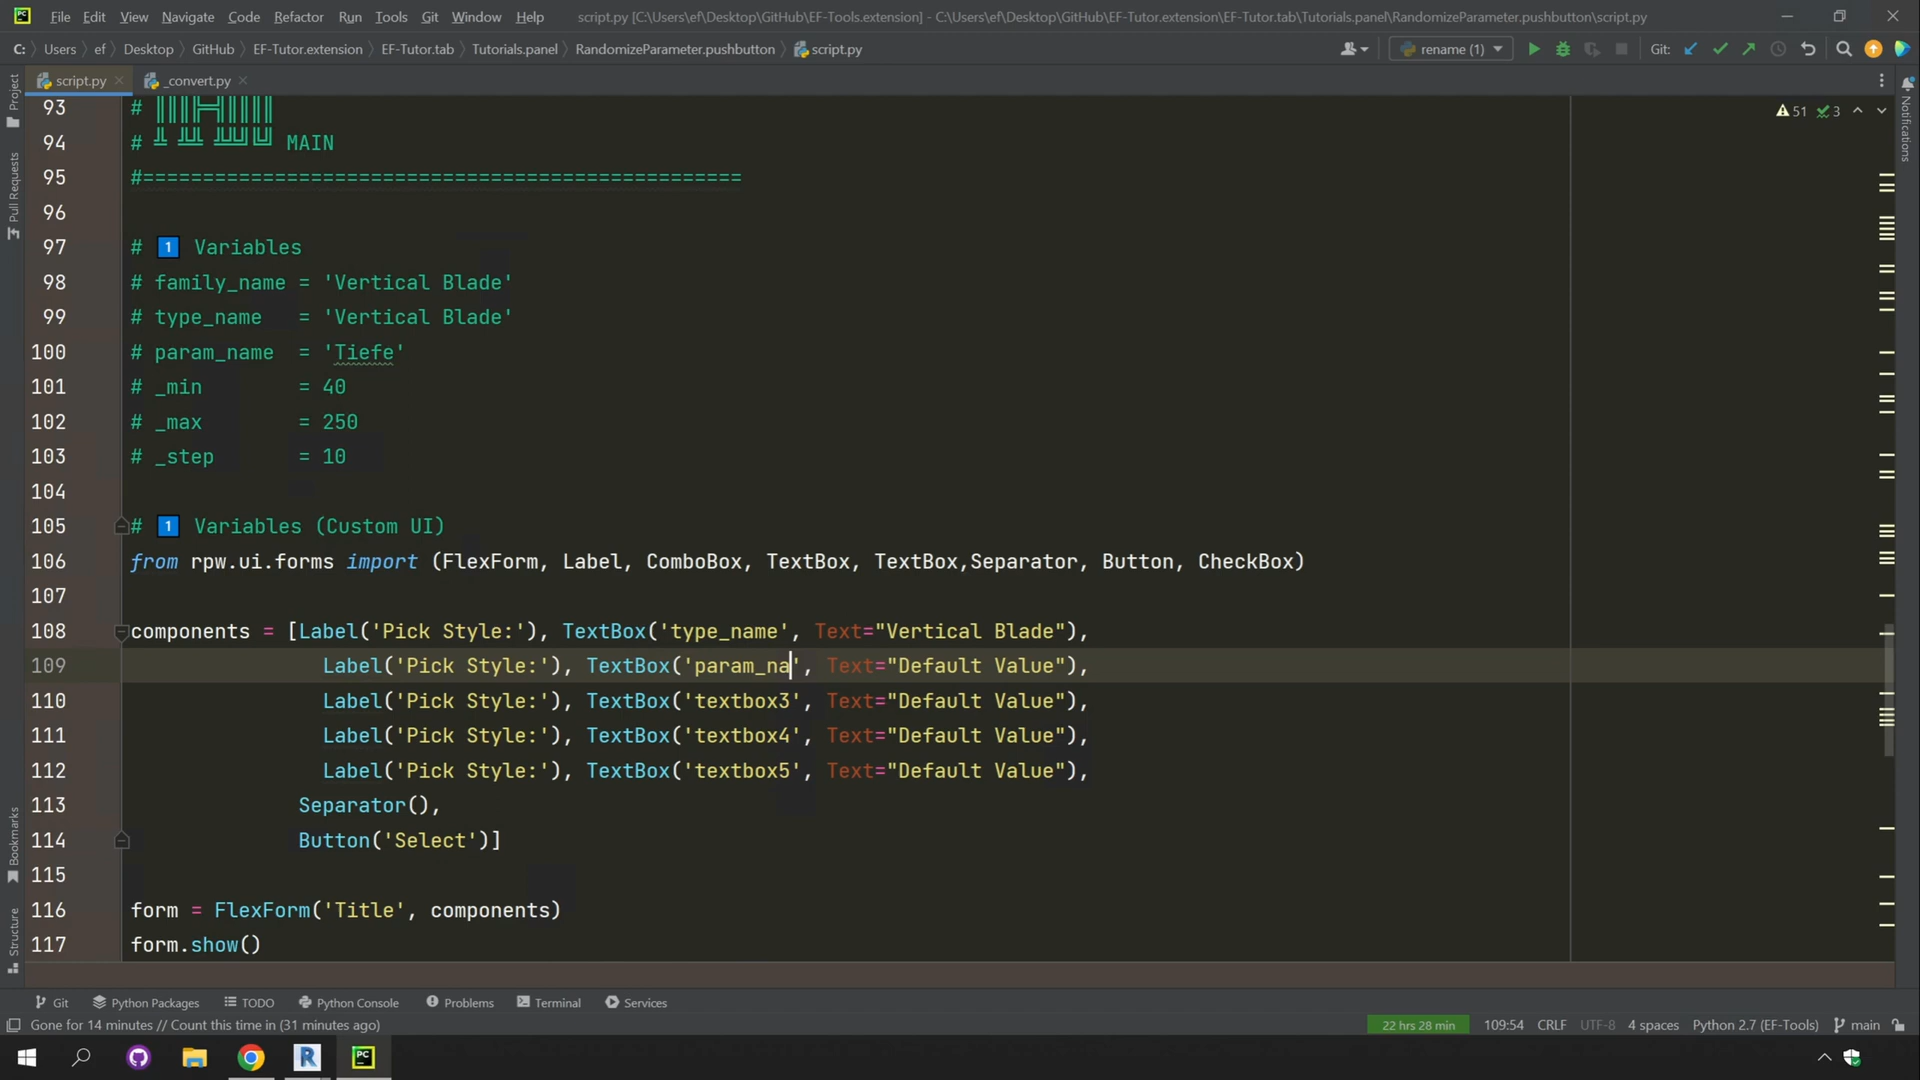 PC File Edit View Navigate Code Refactor Run Tools Git Window Help script.py [C:\Users\ef\Desktop\GitHub\EF-Tools.extension] - C:\Users\ef\Desktop\GitHub\EF-Tutor.extension\EF-Tutor.tab\Tutorials.panel\RandomizeParameter.pushbutton\script.py
C: Users ef Desktop GitHub EF-Tutor.extension EF-Tutor.tab Tutorials.panel RandomizeParameter.pushbutton script.py rename (1) Git:
script.py _convert.py
Project
Pull Requests
Bookmarks
Structure
Notifications
51 3
93 #
94 # MAIN
95 #==================================================
96
97 # 1 Variables
98 # family_name = 'Vertical Blade'
99 # type_name = 'Vertical Blade'
100 # param_name = 'Tiefe'
101 # _min = 40
102 # _max = 250
103 # _step = 10
104
105 # 1 Variables (Custom UI)
106 from rpw.ui.forms import (FlexForm, Label, ComboBox, TextBox, TextBox,Separator, Button, CheckBox)
107
108 components = [Label('Pick Style:'), TextBox('type_name', Text="Vertical Blade"),
109 Label('Pick Style:'), TextBox('param_na', Text="Default Value"),
110 Label('Pick Style:'), TextBox('textbox3', Text="Default Value"),
111 Label('Pick Style:'), TextBox('textbox4', Text="Default Value"),
112 Label('Pick Style:'), TextBox('textbox5', Text="Default Value"),
113 Separator(),
114 Button('Select')]
115
116 form = FlexForm('Title', components)
117 form.show()
Git Python Packages TODO Python Console Problems Terminal Services
Gone for 14 minutes // Count this time in (31 minutes ago) 22 hrs 28 min 109:54 CRLF UTF-8 4 spaces Python 2.7 (EF-Tools) main
R PC